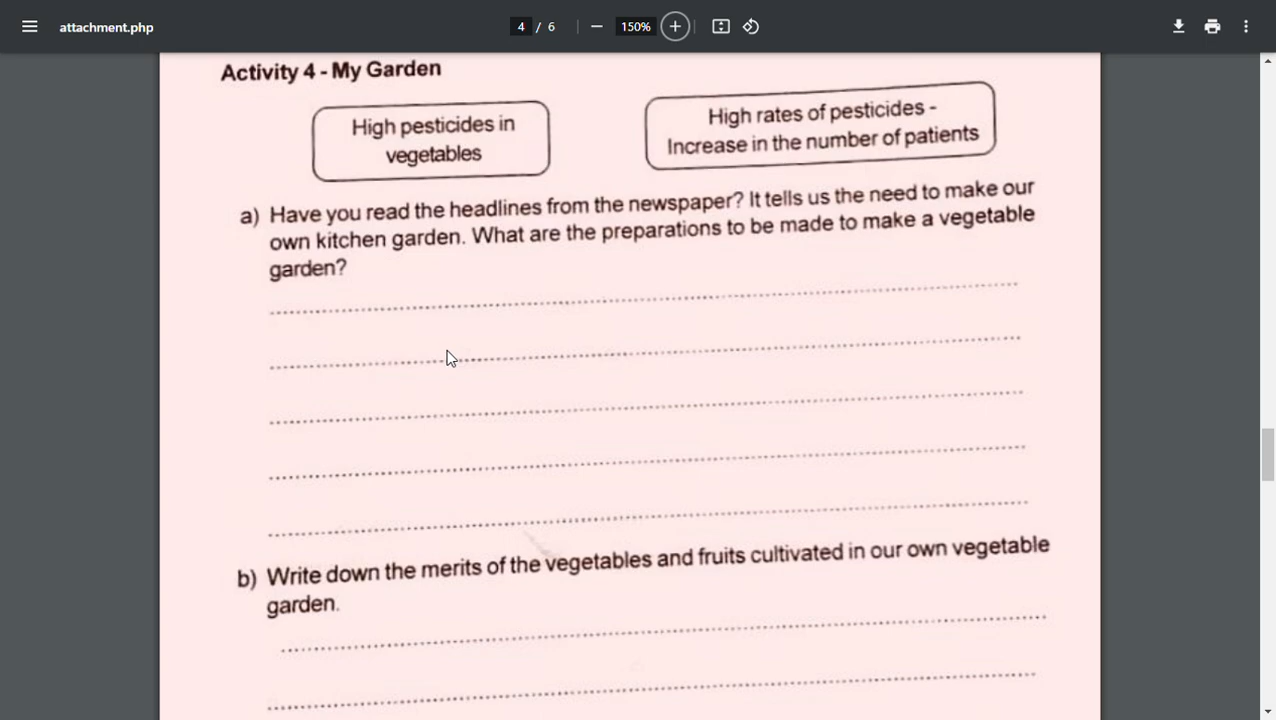 attachment.php
4 / 6
150%
Activity 4 - My Garden
High pesticides in
vegetables
High rates of pesticides -
Increase in the number of patients
a) Have you read the headlines from the newspaper? It tells us the need to make our
own kitchen garden. What are the preparations to be made to make a vegetable
garden?
b) Write down the merits of the vegetables and fruits cultivated in our own vegetable
garden.